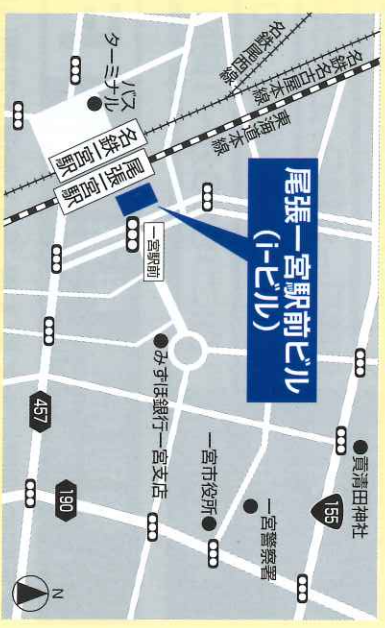 名鉄尾西線
名鉄名古屋本線
東海道本線
バス
ターミナル
名鉄一宮駅
尾張一宮駅
尾張一宮駅前ビル
(i-ビル)
一宮駅前
みずほ銀行一宮支店
貢清田神社
155
一宮警察署
一宮市役所
457
190
N